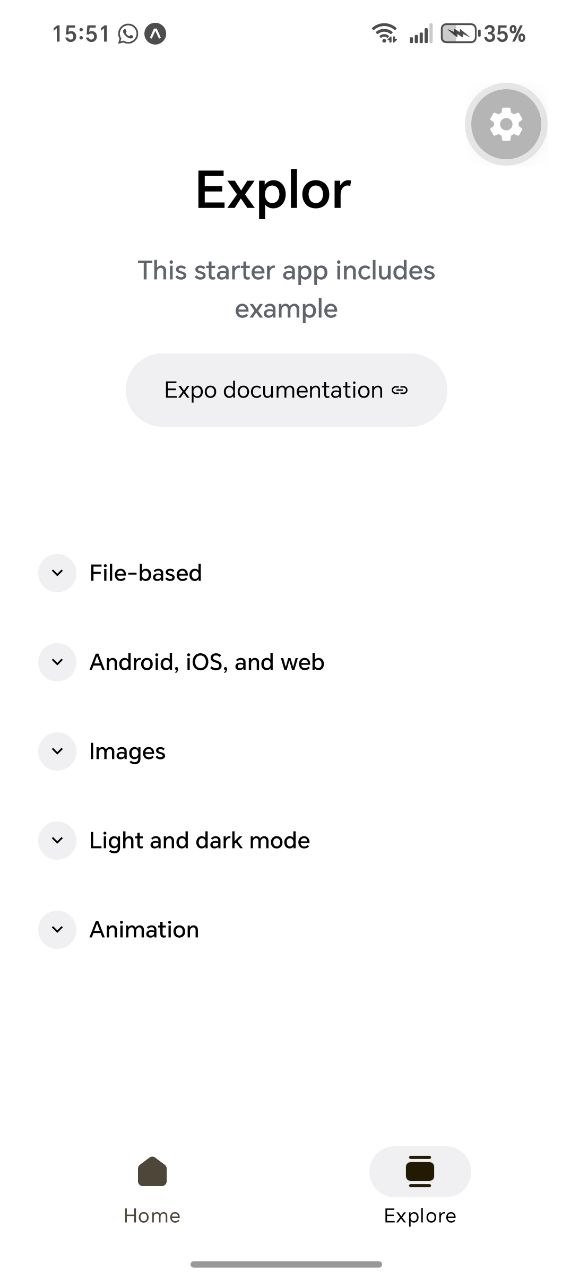 15:51 35%
Explor
This starter app includes
example
Expo documentation
File-based
Android, iOS, and web
Images
Light and dark mode
Animation
Home Explore